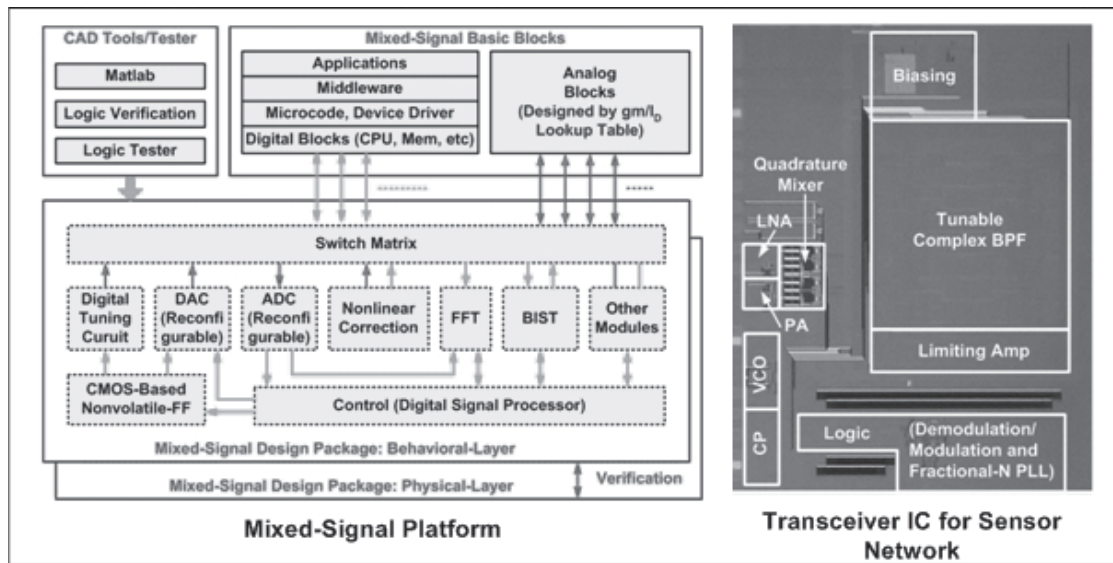 CAD Tools/Tester
Matlab
Logic Verification
Logic Tester
Mixed-Signal Basic Blocks
Applications
Middleware
Microcode, Device Driver
Digital Blocks (CPU, Mem, etc)
Analog
Blocks
(Designed by gm/ID
Lookup Table)
Switch Matrix
Digital
Tuning
Curuit
DAC
(Reconfi
gurable)
ADC
(Reconfi
gurable)
Nonlinear
Correction
FFT
BIST
Other
Modules
CMOS-Based
Nonvolatile-FF
Control (Digital Signal Processor)
Mixed-Signal Design Package: Behavioral-Layer
Mixed-Signal Design Package: Physical-Layer
Verification
Mixed-Signal Platform
Biasing
Quadrature
Mixer
LNA
PA
Tunable
Complex BPF
Limiting Amp
VCO
CP
Logic
(Demodulation/
Modulation and
Fractional-N PLL)
Transceiver IC for Sensor
Network